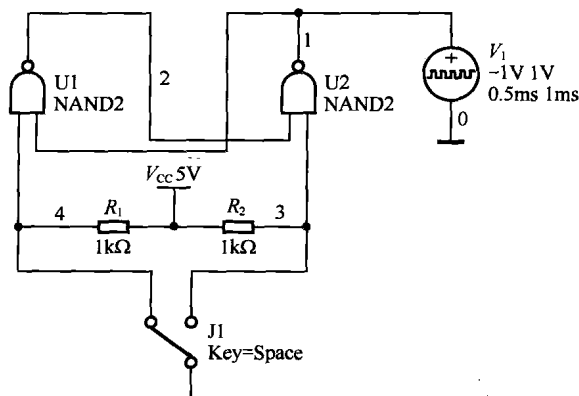 1
V₁
U1
NAND2
2
U2
NAND2
~1V 1V
0.5ms 1ms
0
V_CC 5V
4
R₁
R₂
3
1kΩ
1kΩ
J1
Key=Space